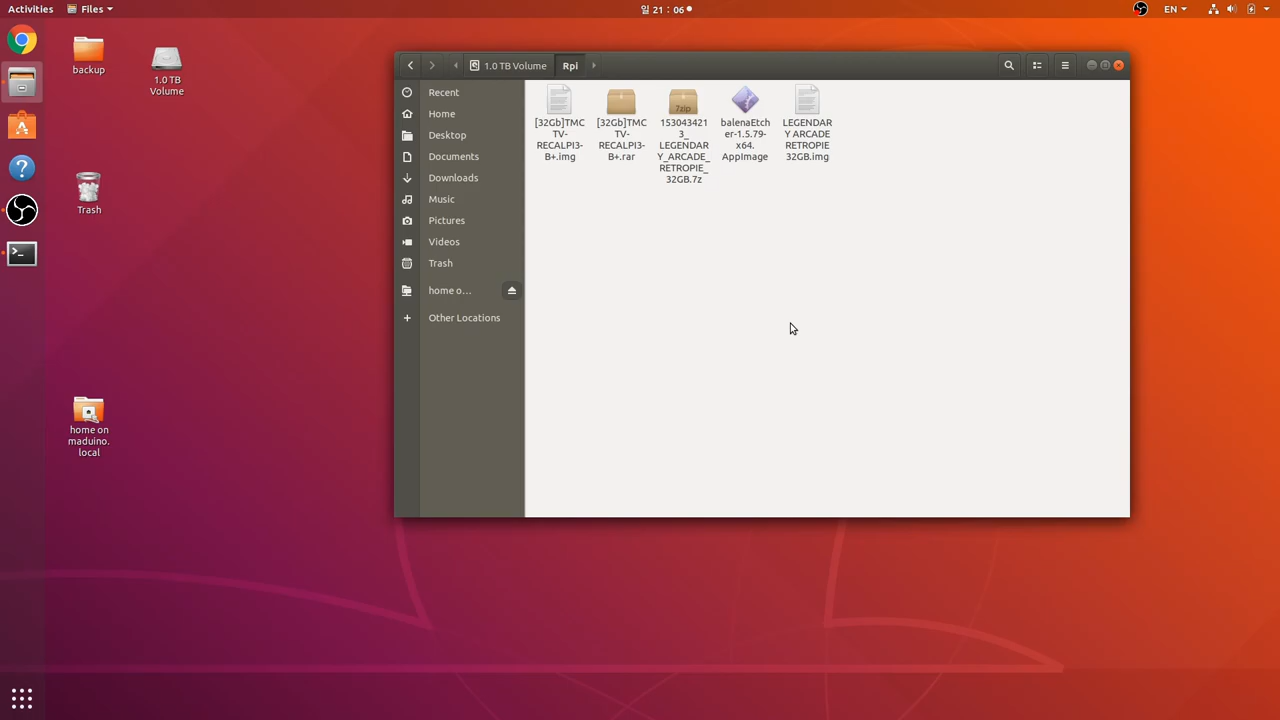 Activities
Files
일 21 : 06
EN
backup
1.0 TB
Volume
Trash
home on
maduino.
local
1.0 TB Volume
Rpi
Recent
Home
Desktop
Documents
Downloads
Music
Pictures
Videos
Trash
home o...
Other Locations
[32Gb]TMC
TV-
RECALPI3-
B+.img
[32Gb]TMC
TV-
RECALPI3-
B+.rar
7zip
153043421
3_
LEGENDAR
Y_ARCADE_
RETROPIE_
32GB.7z
balenaEtch
er-1.5.79-
x64.
AppImage
LEGENDAR
Y ARCADE
RETROPIE
32GB.img